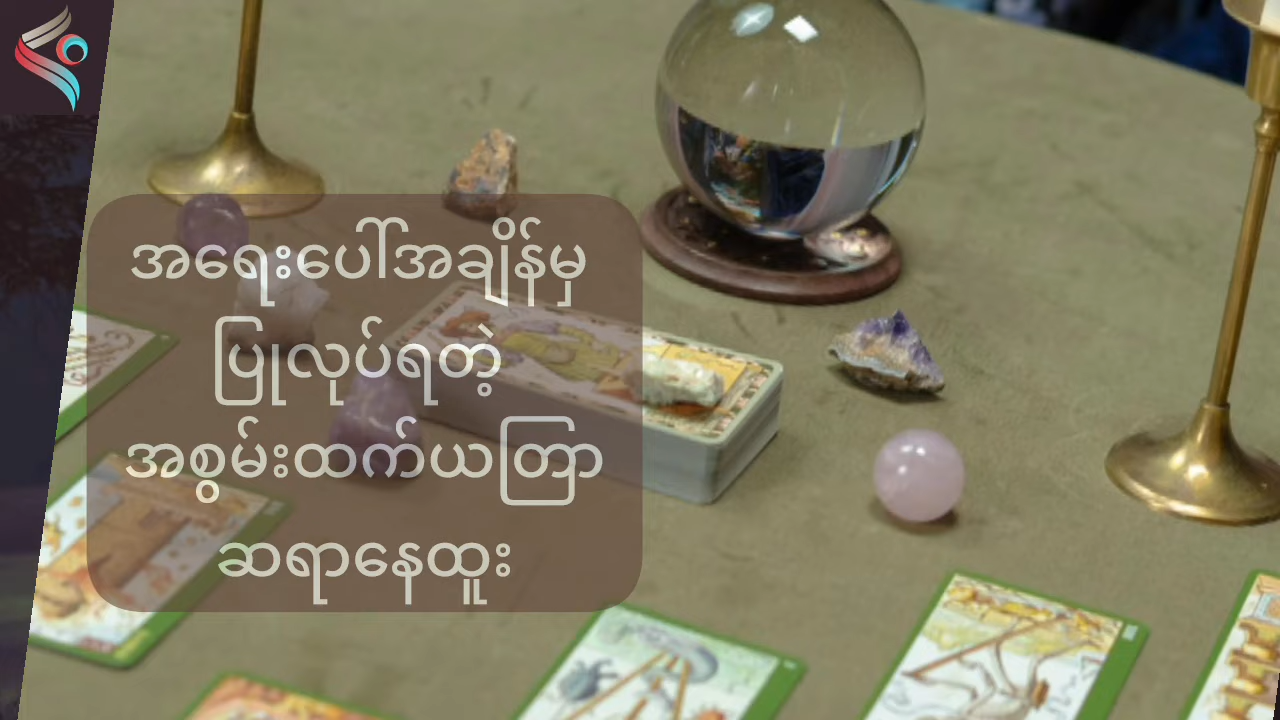 အရေးပေါ်အချိန်မှ
ပြုလုပ်ရတဲ့
အစွမ်းထက်ယတြာ
ဆရာနေထူး